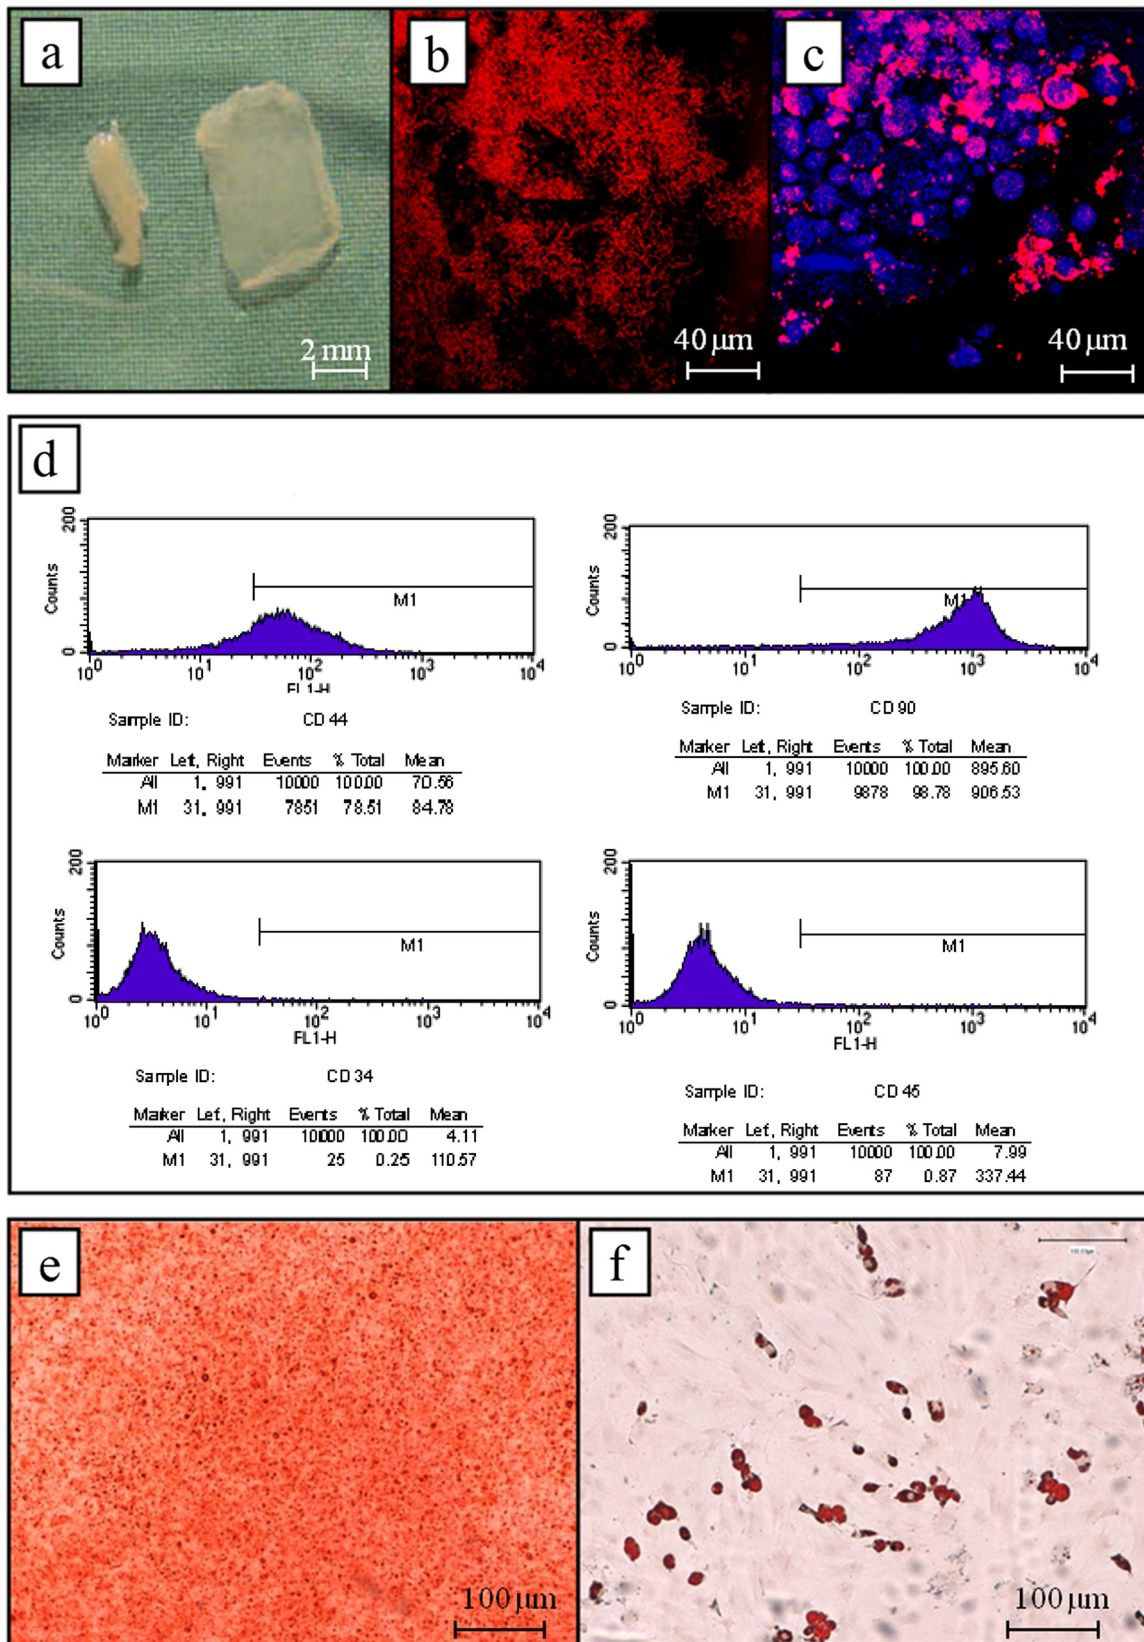 a
b
c
2 mm
40 µm
40 µm
d
200
Counts
0
M1
10⁰ 10¹ 10² 10³ 10⁴
FL1-H
Sample ID: CD 44
Marker Left, Right Events % Total Mean
All 1, 991 10000 100.00 70.56
M1 31, 991 7851 78.51 84.78
200
Counts
0
M1
10⁰ 10¹ 10² 10³ 10⁴
Sample ID: CD 90
Marker Left, Right Events % Total Mean
All 1, 991 10000 100.00 895.60
M1 31, 991 9878 98.78 906.53
200
Counts
0
M1
10⁰ 10¹ 10² 10³ 10⁴
FL1-H
Sample ID: CD 34
Marker Left, Right Events % Total Mean
All 1, 991 10000 100.00 4.11
M1 31, 991 25 0.25 110.57
200
Counts
0
M1
10⁰ 10¹ 10² 10³ 10⁴
FL1-H
Sample ID: CD 45
Marker Left, Right Events % Total Mean
All 1, 991 10000 100.00 7.99
M1 31, 991 87 0.87 337.44
e
f
100 µm
100 µm